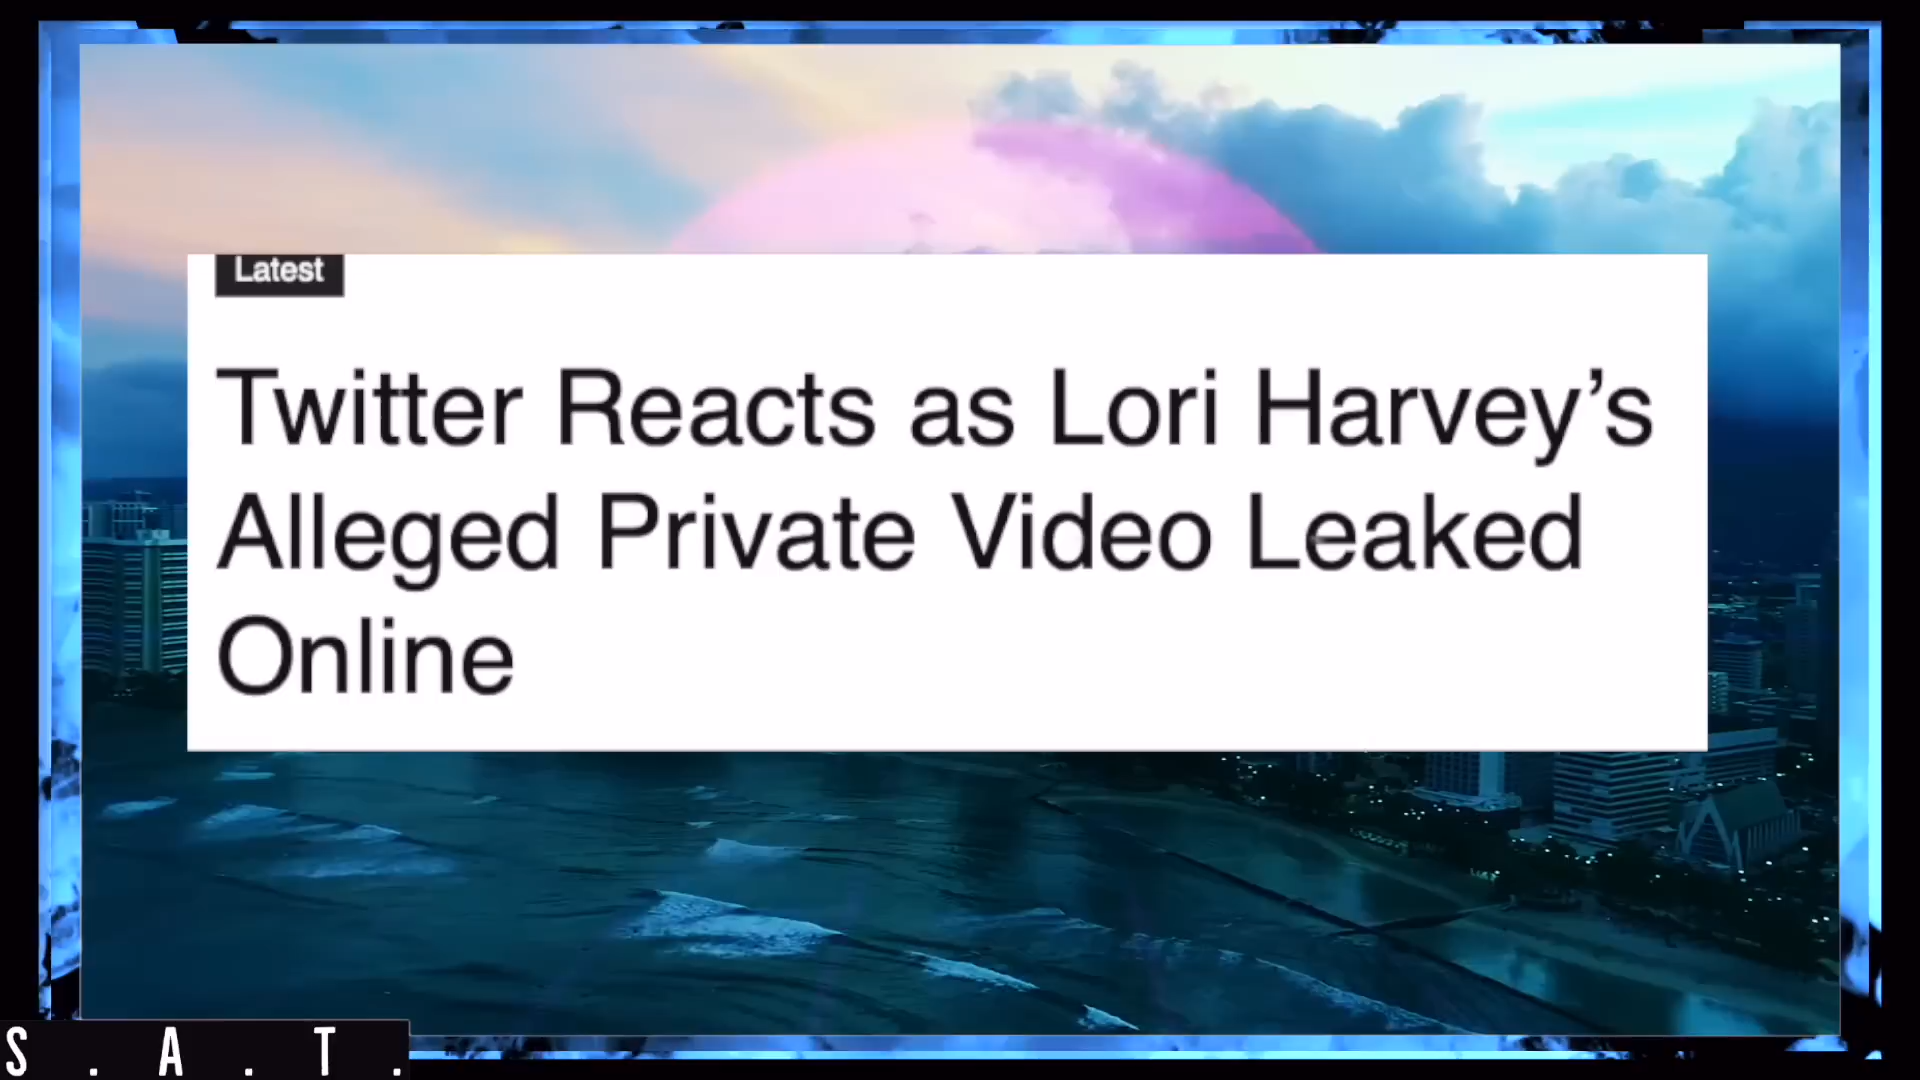 Latest
Twitter Reacts as Lori Harvey’s
Alleged Private Video Leaked
Online
S . A . T .